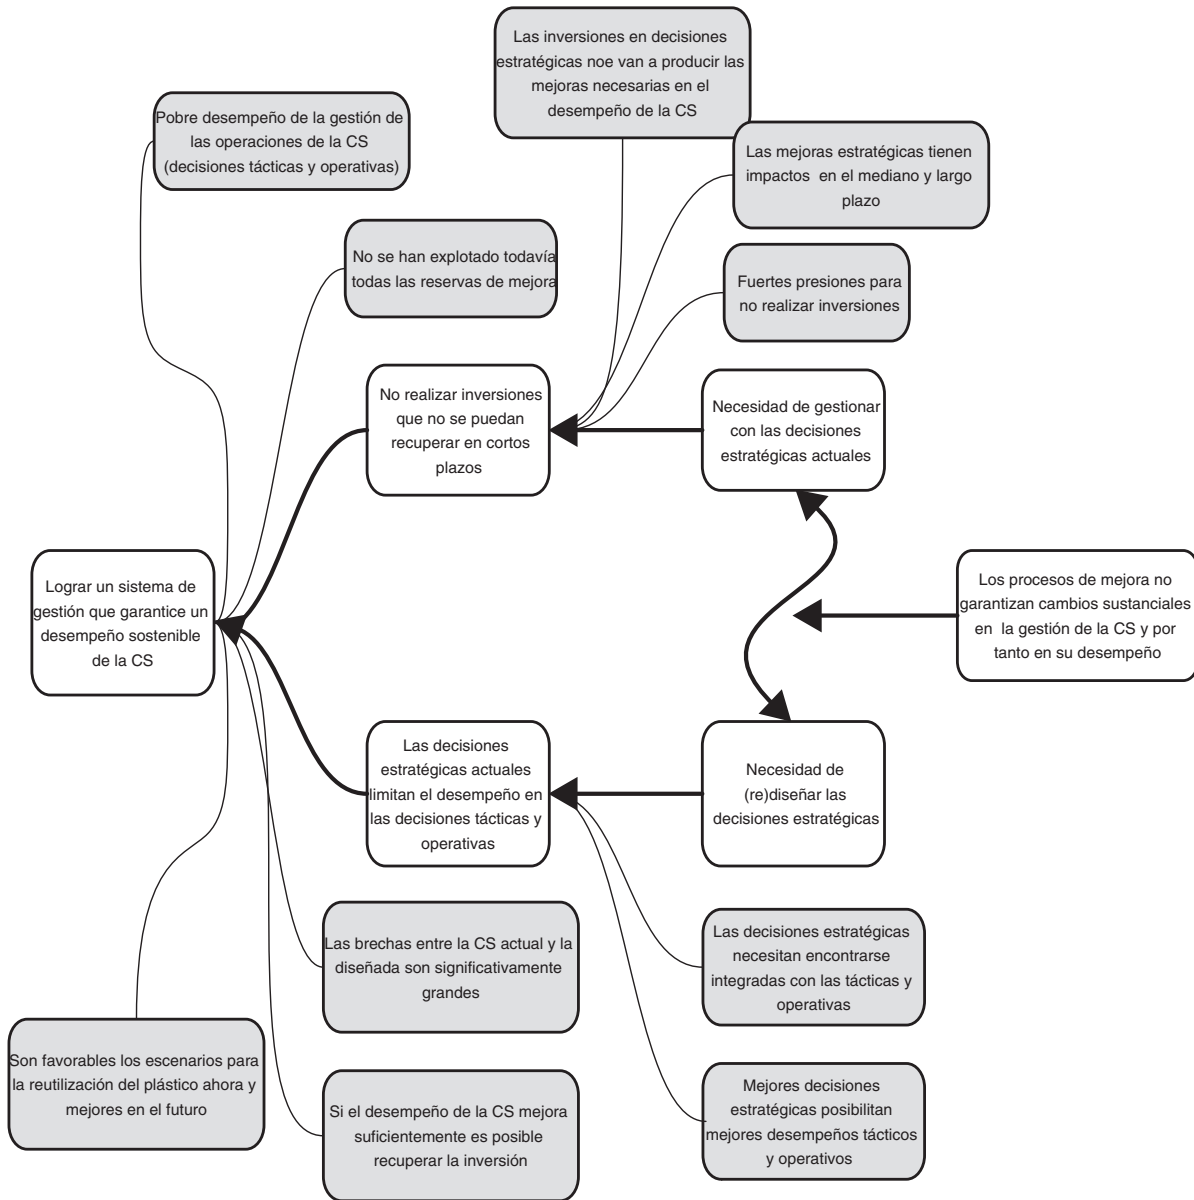 Las inversiones en decisiones
estratégicas noe van a producir las
mejoras necesarias en el
desempeño de la CS
Pobre desempeño de la gestión de
las operaciones de la CS
(decisiones tácticas y operativas)
Las mejoras estratégicas tienen
impactos en el mediano y largo
plazo
No se han explotado todavía
todas las reservas de mejora
Fuertes presiones para
no realizar inversiones
No realizar inversiones
que no se puedan
recuperar en cortos
plazos
Necesidad de gestionar
con las decisiones
estratégicas actuales
Lograr un sistema de
gestión que garantice un
desempeño sostenible
de la CS
Los procesos de mejora no
garantizan cambios sustanciales
en la gestión de la CS y por
tanto en su desempeño
Las decisiones
estratégicas actuales
limitan el desempeño en
las decisiones tácticas y
operativas
Necesidad de
(re)diseñar las
decisiones estratégicas
Las brechas entre la CS actual y la
diseñada son significativamente
grandes
Las decisiones estratégicas
necesitan encontrarse
integradas con las tácticas y
operativas
Son favorables los escenarios para
la reutilización del plástico ahora y
mejores en el futuro
Si el desempeño de la CS mejora
suficientemente es posible
recuperar la inversión
Mejores decisiones
estratégicas posibilitan
mejores desempeños tácticos
y operativos